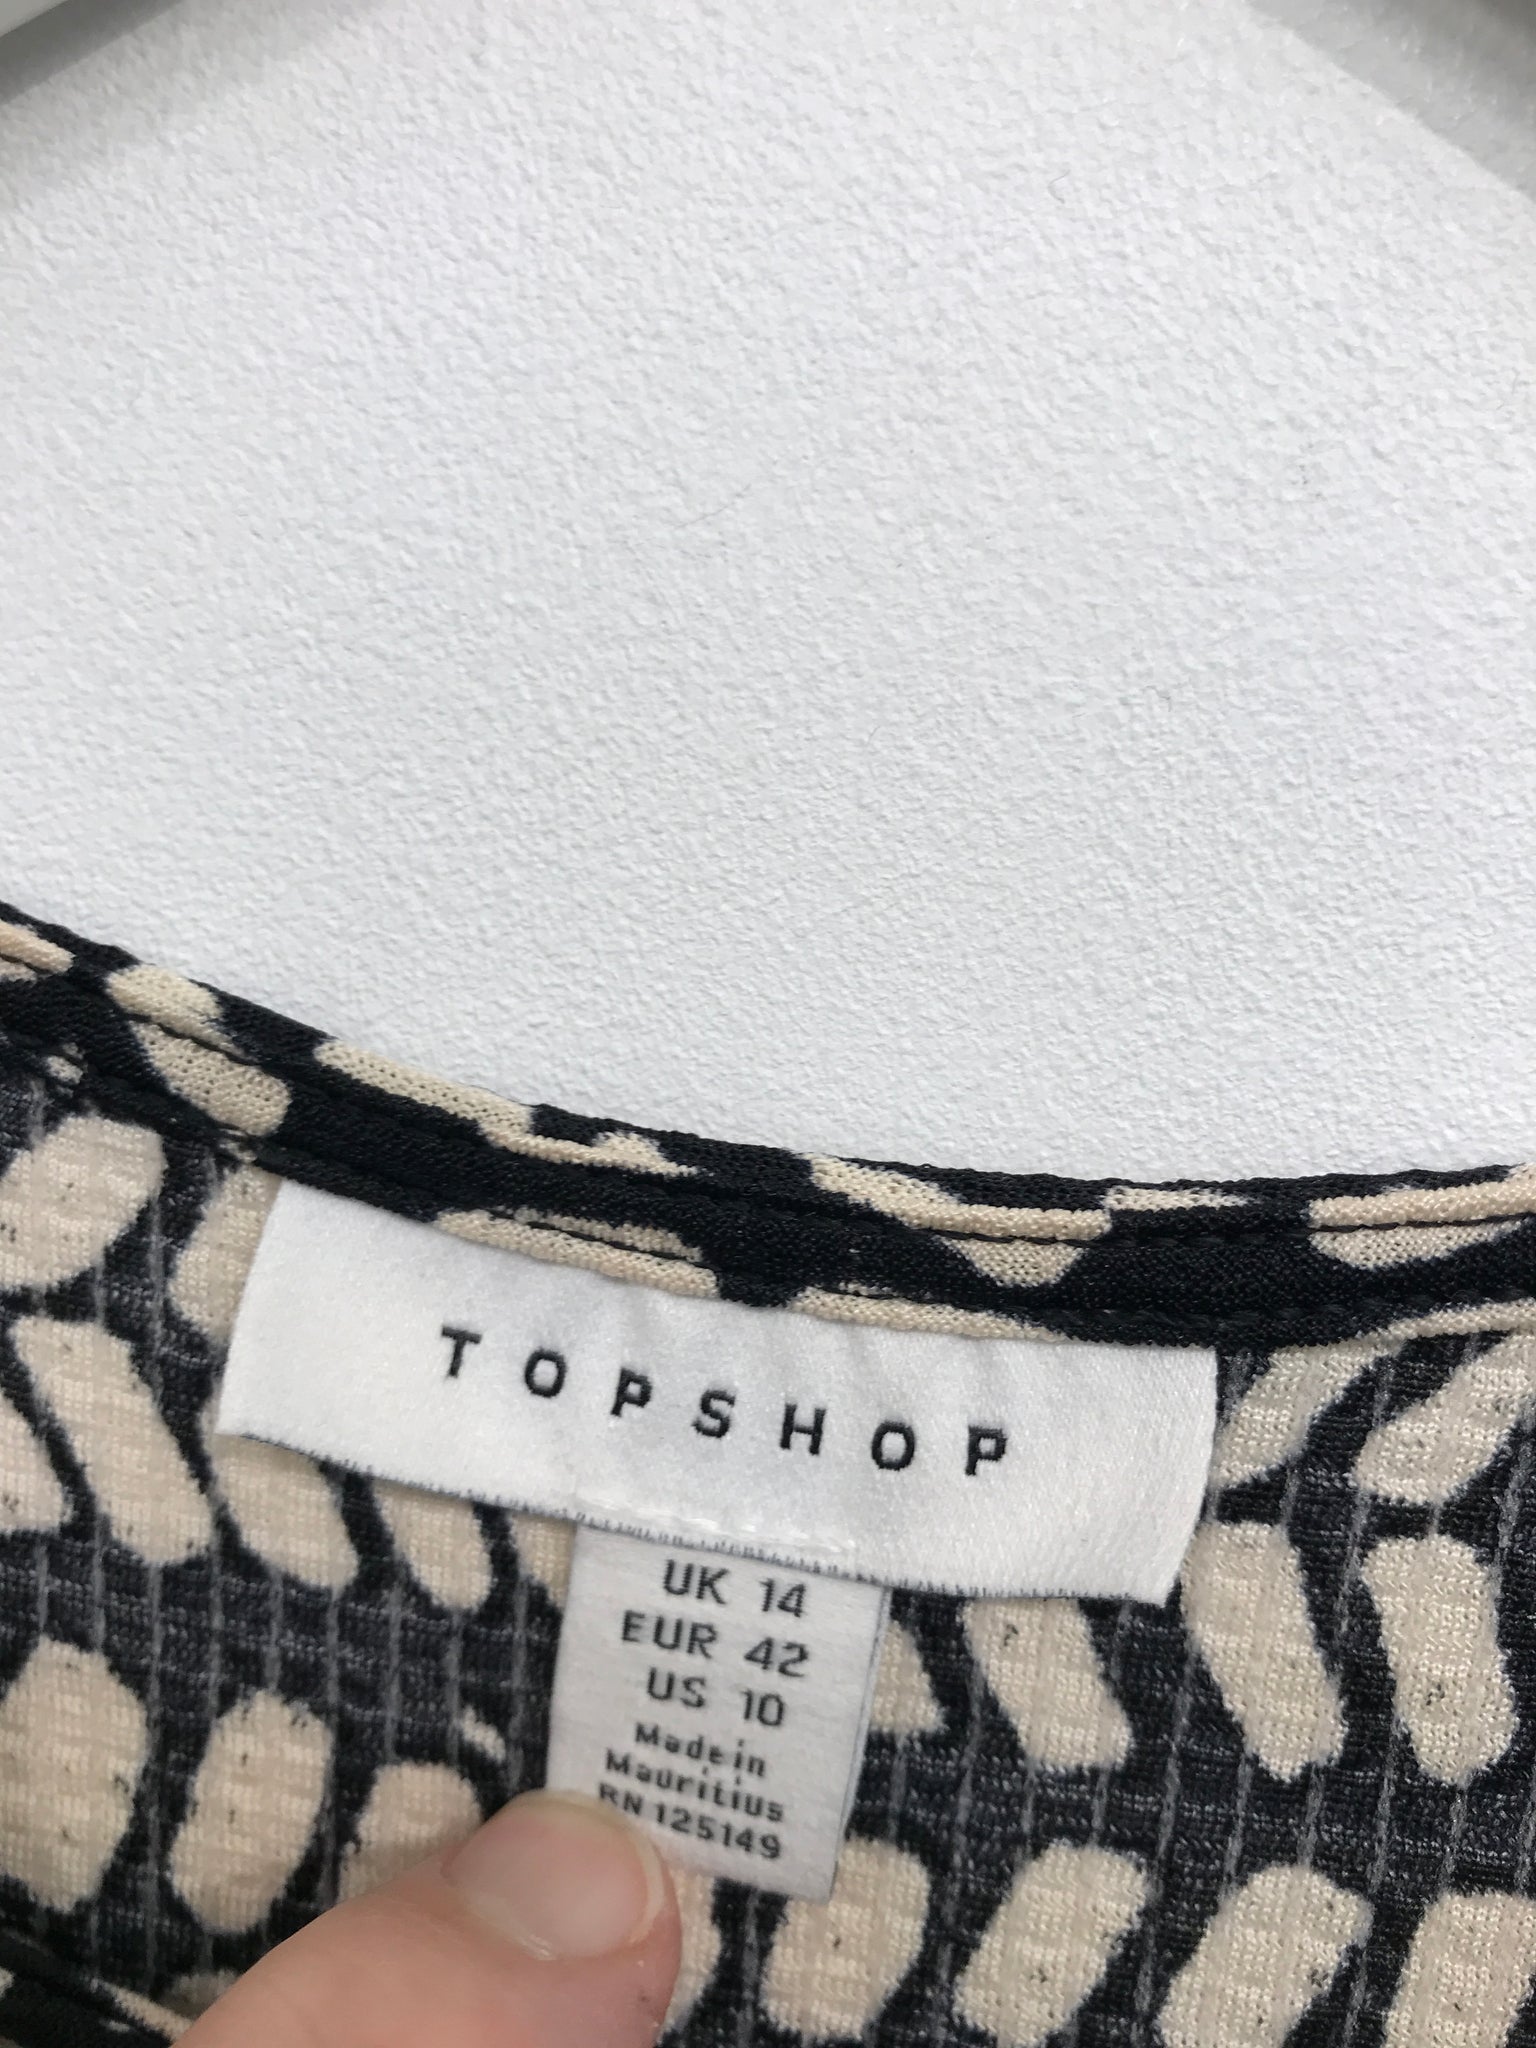 TOPSHOP
UK 14
EUR 42
US 10
Made in
Mauritius
RN 125149